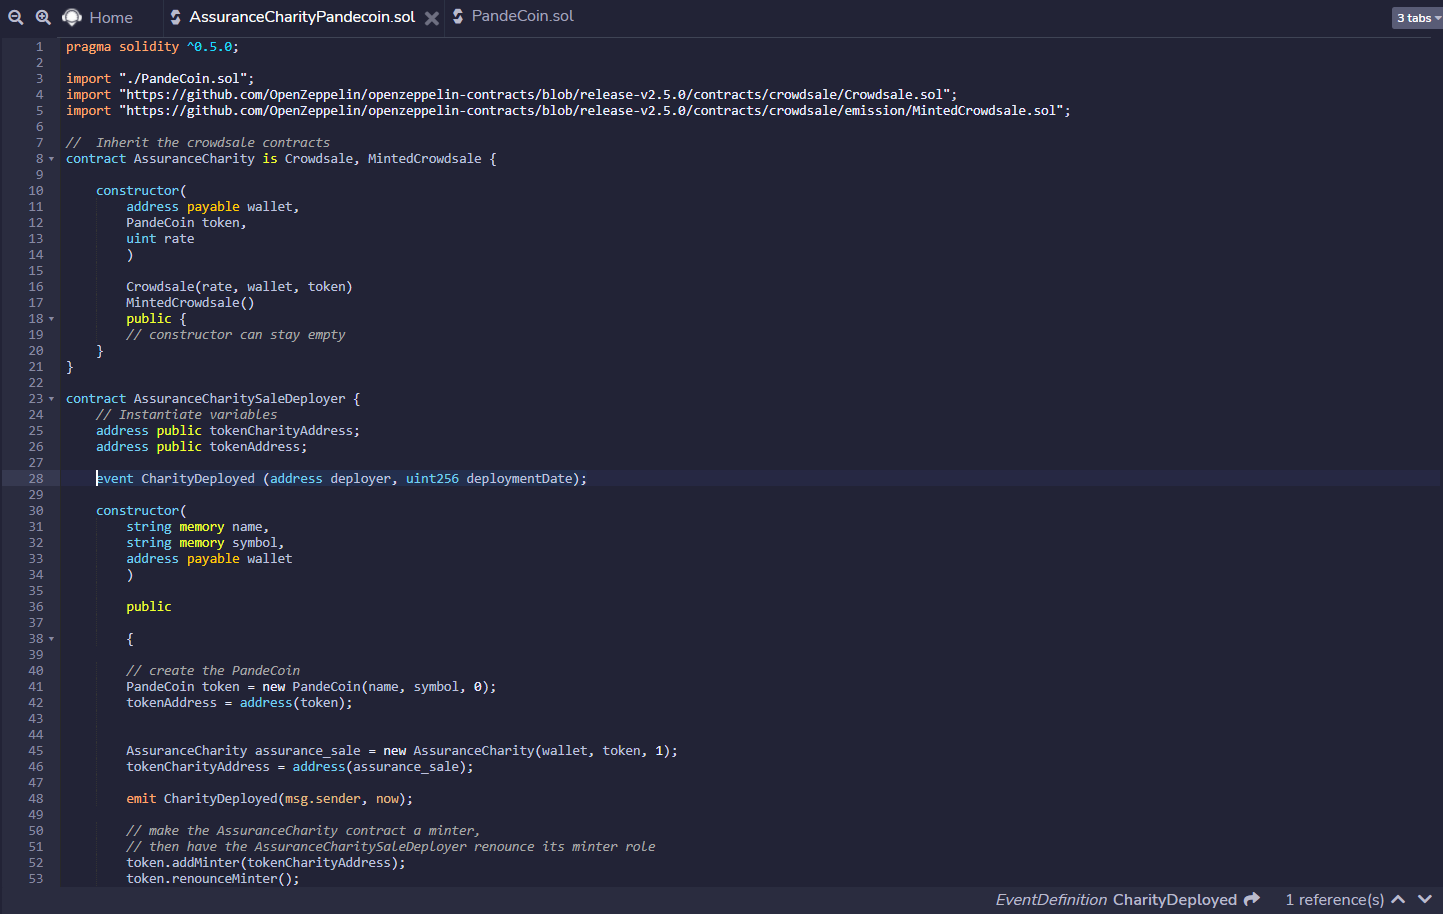 Home AssuranceCharityPandecoin.sol PandeCoin.sol 3 tabs
1 pragma solidity ^0.5.0;
2
3 import "./PandeCoin.sol";
4 import "https://github.com/OpenZeppelin/openzeppelin-contracts/blob/release-v2.5.0/contracts/crowdsale/Crowdsale.sol";
5 import "https://github.com/OpenZeppelin/openzeppelin-contracts/blob/release-v2.5.0/contracts/crowdsale/emission/MintedCrowdsale.sol";
6
7 //  Inherit the crowdsale contracts
8 contract AssuranceCharity is Crowdsale, MintedCrowdsale {
9
10 constructor(
11 address payable wallet,
12 PandeCoin token,
13 uint rate
14 )
15
16 Crowdsale(rate, wallet, token)
17 MintedCrowdsale()
18 public {
19 // constructor can stay empty
20 }
21 }
22
23 contract AssuranceCharitySaleDeployer {
24 // Instantiate variables
25 address public tokenCharityAddress;
26 address public tokenAddress;
27
28 event CharityDeployed (address deployer, uint256 deploymentDate);
29
30 constructor(
31 string memory name,
32 string memory symbol,
33 address payable wallet
34 )
35
36 public
37
38 {
39
40 // create the PandeCoin
41 PandeCoin token = new PandeCoin(name, symbol, 0);
42 tokenAddress = address(token);
43
44
45 AssuranceCharity assurance_sale = new AssuranceCharity(wallet, token, 1);
46 tokenCharityAddress = address(assurance_sale);
47
48 emit CharityDeployed(msg.sender, now);
49
50 // make the AssuranceCharity contract a minter,
51 // then have the AssuranceCharitySaleDeployer renounce its minter role
52 token.addMinter(tokenCharityAddress);
53 token.renounceMinter();
EventDefinition CharityDeployed 1 reference(s)